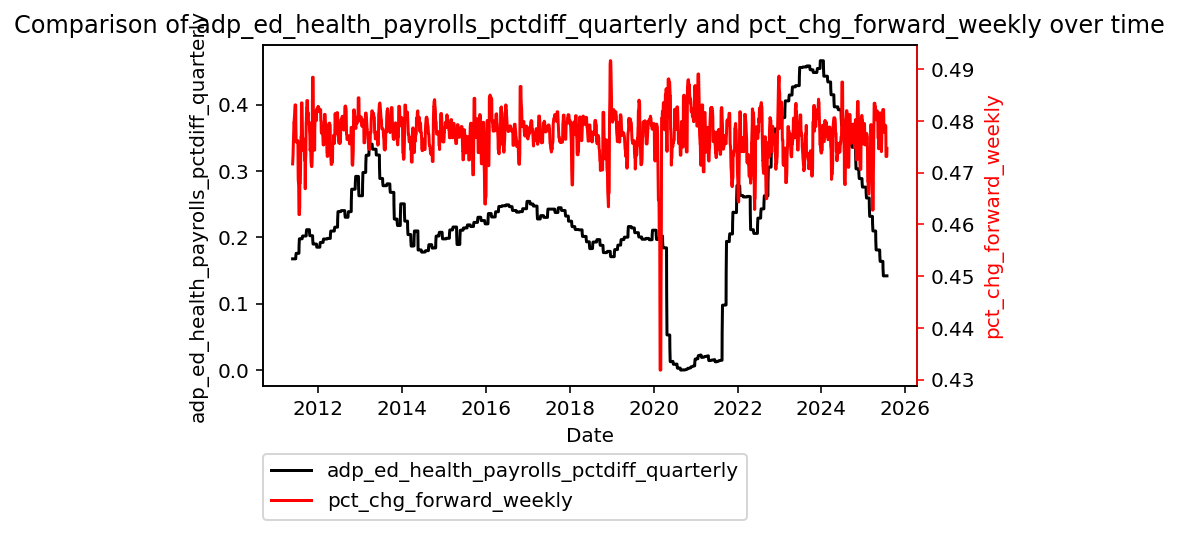 Comparison of adp_ed_health_payrolls_pctdiff_quarterly and pct_chg_forward_weekly over time
adp_ed_health_payrolls_pctdiff_quarterly
0.4
0.3
0.2
0.1
0.0
0.49
0.48
0.47
0.46
0.45
0.44
0.43
pct_chg_forward_weekly
2012 2014 2016 2018 2020 2022 2024 2026
Date
adp_ed_health_payrolls_pctdiff_quarterly
pct_chg_forward_weekly